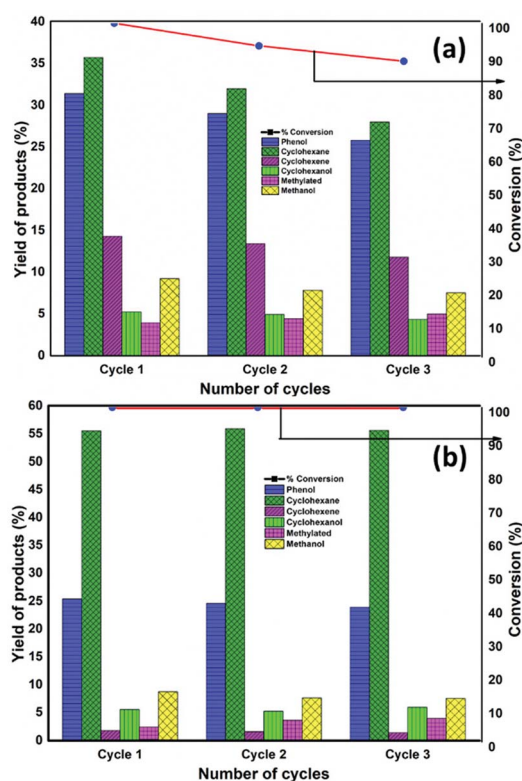 (a)
Yield of products (%)
40
35
30
25
20
15
10
5
0
% Conversion
Phenol
Cyclohexane
Cyclohexene
Cyclohexanol
Methylated
Methanol
100
90
80
70
60
50
40
30
20
10
0
Conversion (%)
Cycle 1 Cycle 2 Cycle 3
Number of cycles
(b)
Yield of products (%)
60
55
50
45
40
35
30
25
20
15
10
5
0
% Conversion
Phenol
Cyclohexane
Cyclohexene
Cyclohexanol
Methylated
Methanol
100
90
80
70
60
50
40
30
20
10
0
Conversion (%)
Cycle 1 Cycle 2 Cycle 3
Number of cycles